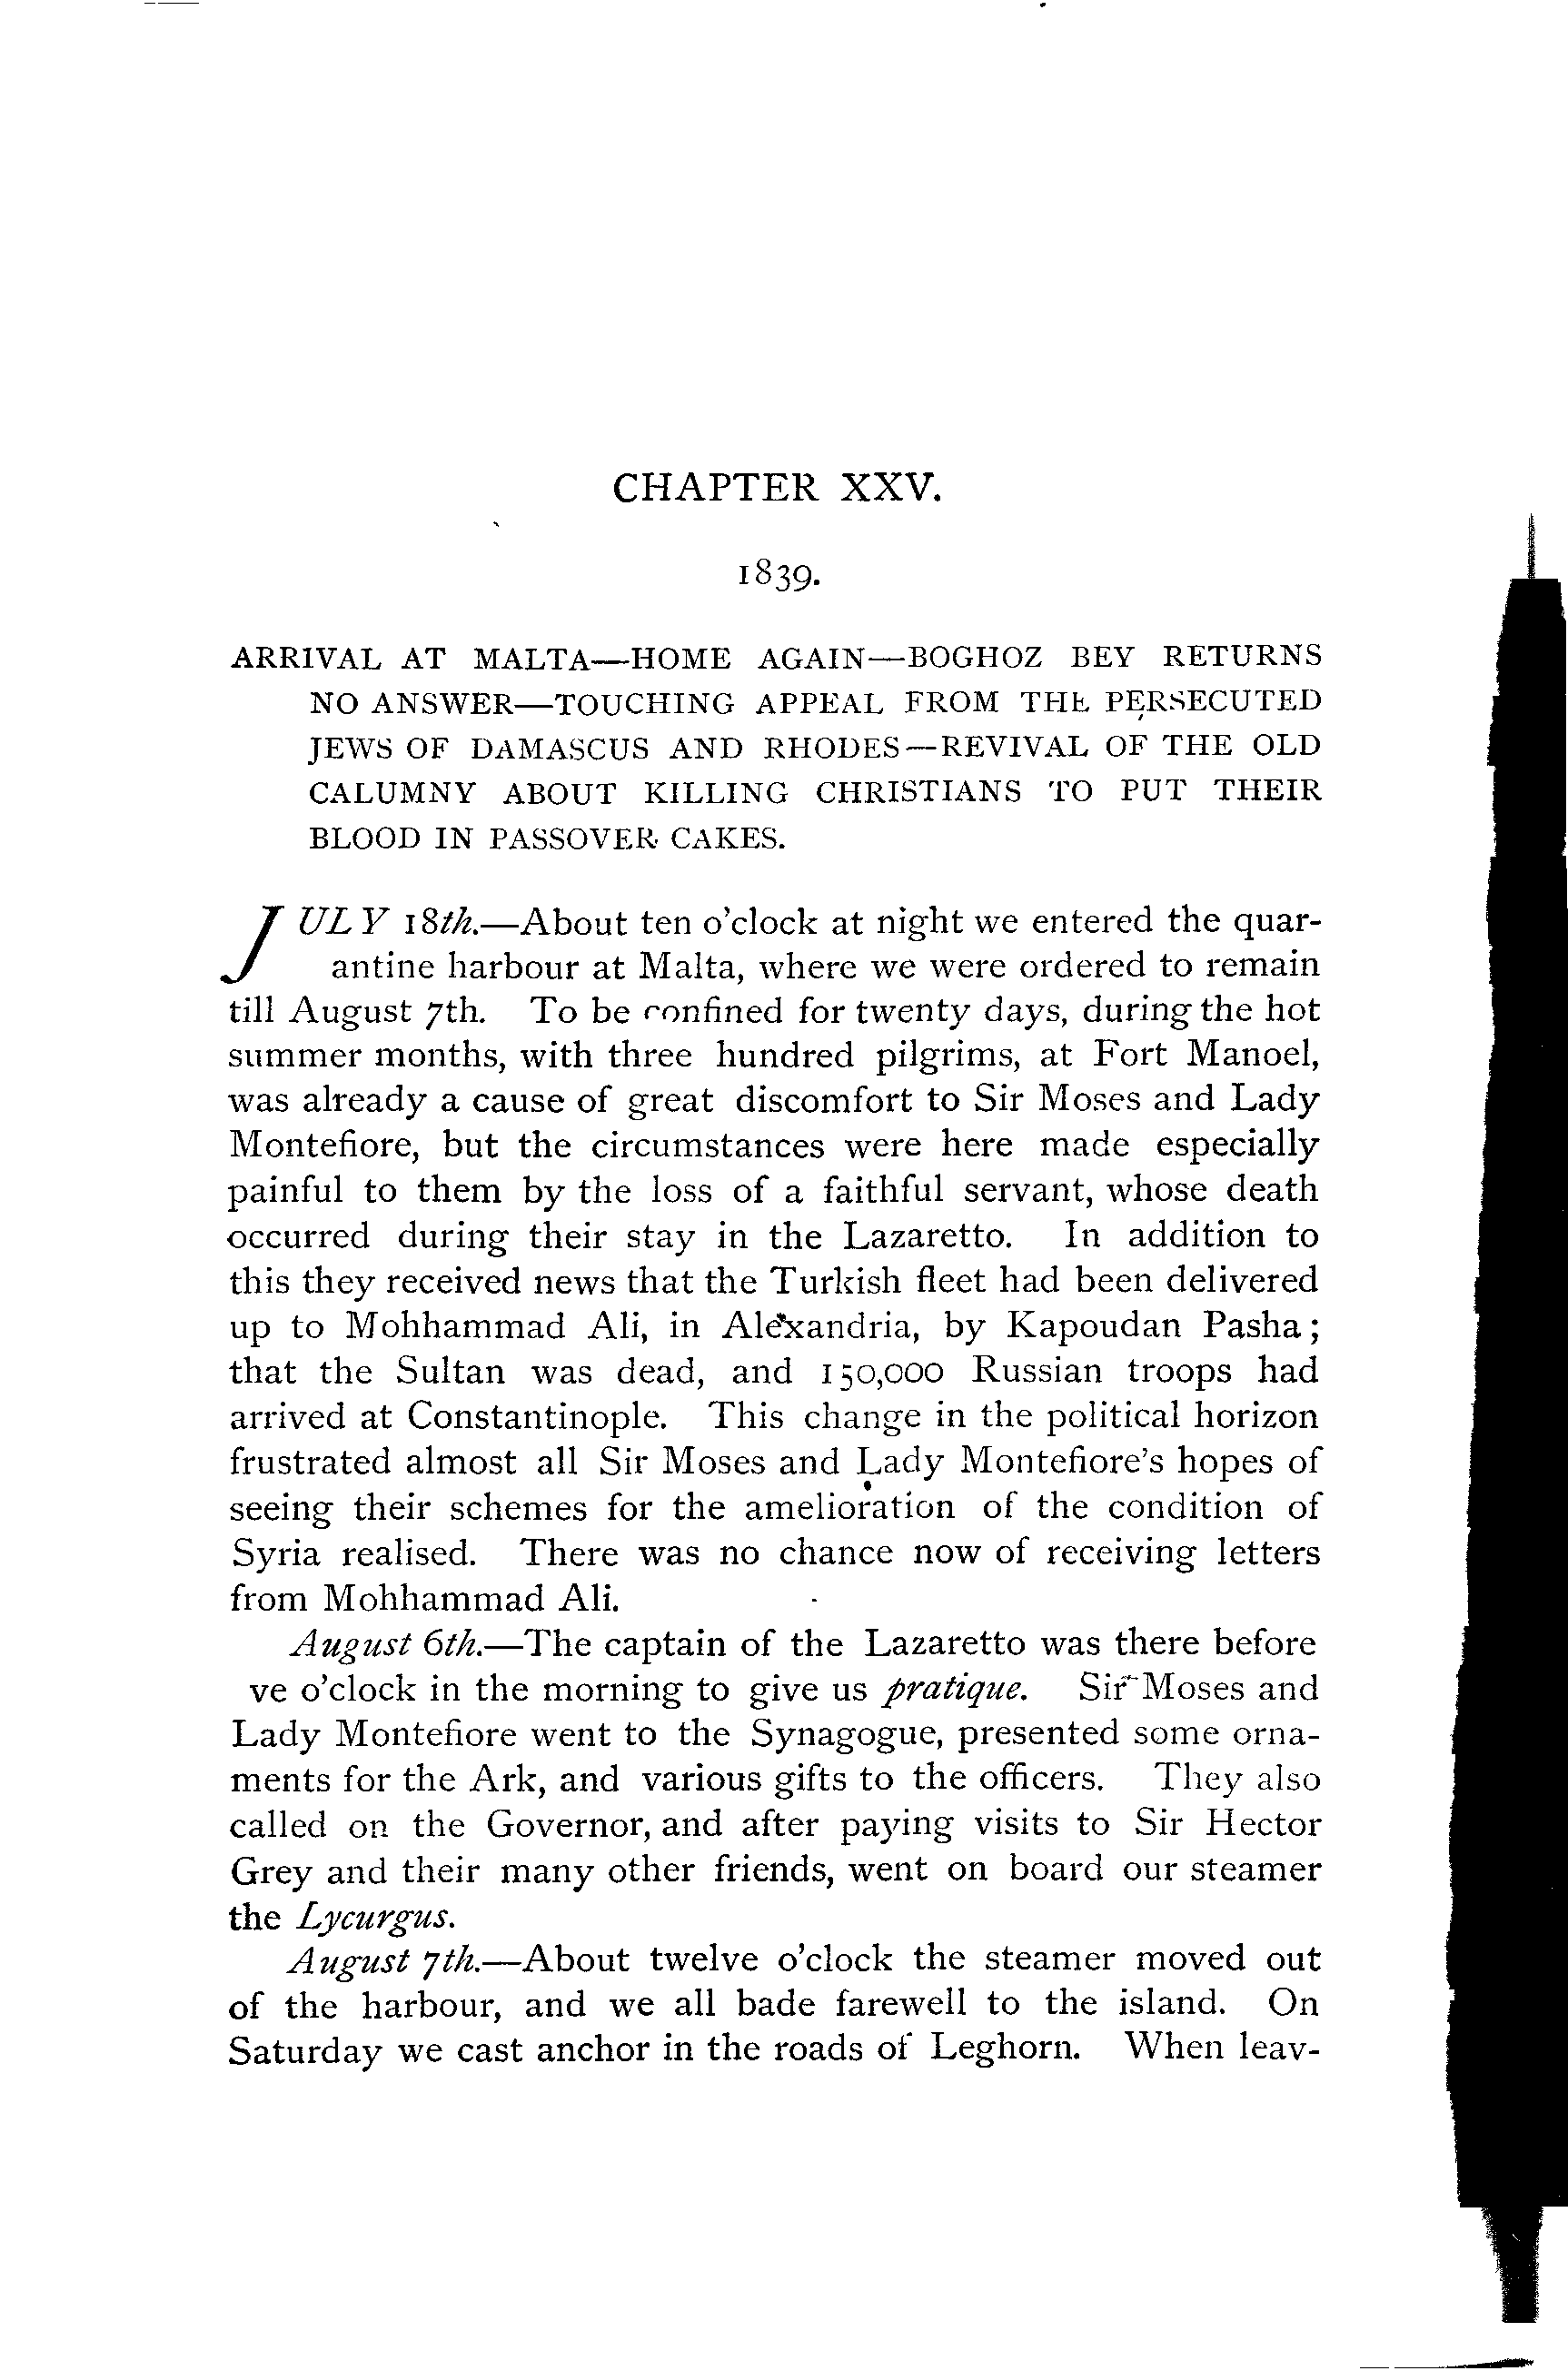 CHAPTER XXV.
1839.
ARRIVAL AT MALTA—HOME AGAIN—BOGHOZ BEY RETURNS
NO ANSWER—TOUCHING APPEAL FROM THE PERSECUTED
JEWS OF DAMASCUS AND RHODES—REVIVAL OF THE OLD
CALUMNY ABOUT KILLING CHRISTIANS TO PUT THEIR
BLOOD IN PASSOVER CAKES.
JULY 18th.—About ten o'clock at night we entered the quar-
antine harbour at Malta, where we were ordered to remain
till August 7th. To be confined for twenty days, during the hot
summer months, with three hundred pilgrims, at Fort Manoel,
was already a cause of great discomfort to Sir Moses and Lady
Montefiore, but the circumstances were here made especially
painful to them by the loss of a faithful servant, whose death
occurred during their stay in the Lazaretto. In addition to
this they received news that the Turkish fleet had been delivered
up to Mohhammad Ali, in Alexandria, by Kapoudan Pasha;
that the Sultan was dead, and 150,000 Russian troops had
arrived at Constantinople. This change in the political horizon
frustrated almost all Sir Moses and Lady Montefiore's hopes of
seeing their schemes for the amelioration of the condition of
Syria realised. There was no chance now of receiving letters
from Mohhammad Ali.
August 6th.—The captain of the Lazaretto was there before
ve o'clock in the morning to give us pratique. Sir Moses and
Lady Montefiore went to the Synagogue, presented some orna-
ments for the Ark, and various gifts to the officers. They also
called on the Governor, and after paying visits to Sir Hector
Grey and their many other friends, went on board our steamer
the Lycurgus.
August 7th.—About twelve o'clock the steamer moved out
of the harbour, and we all bade farewell to the island. On
Saturday we cast anchor in the roads of Leghorn. When leav-